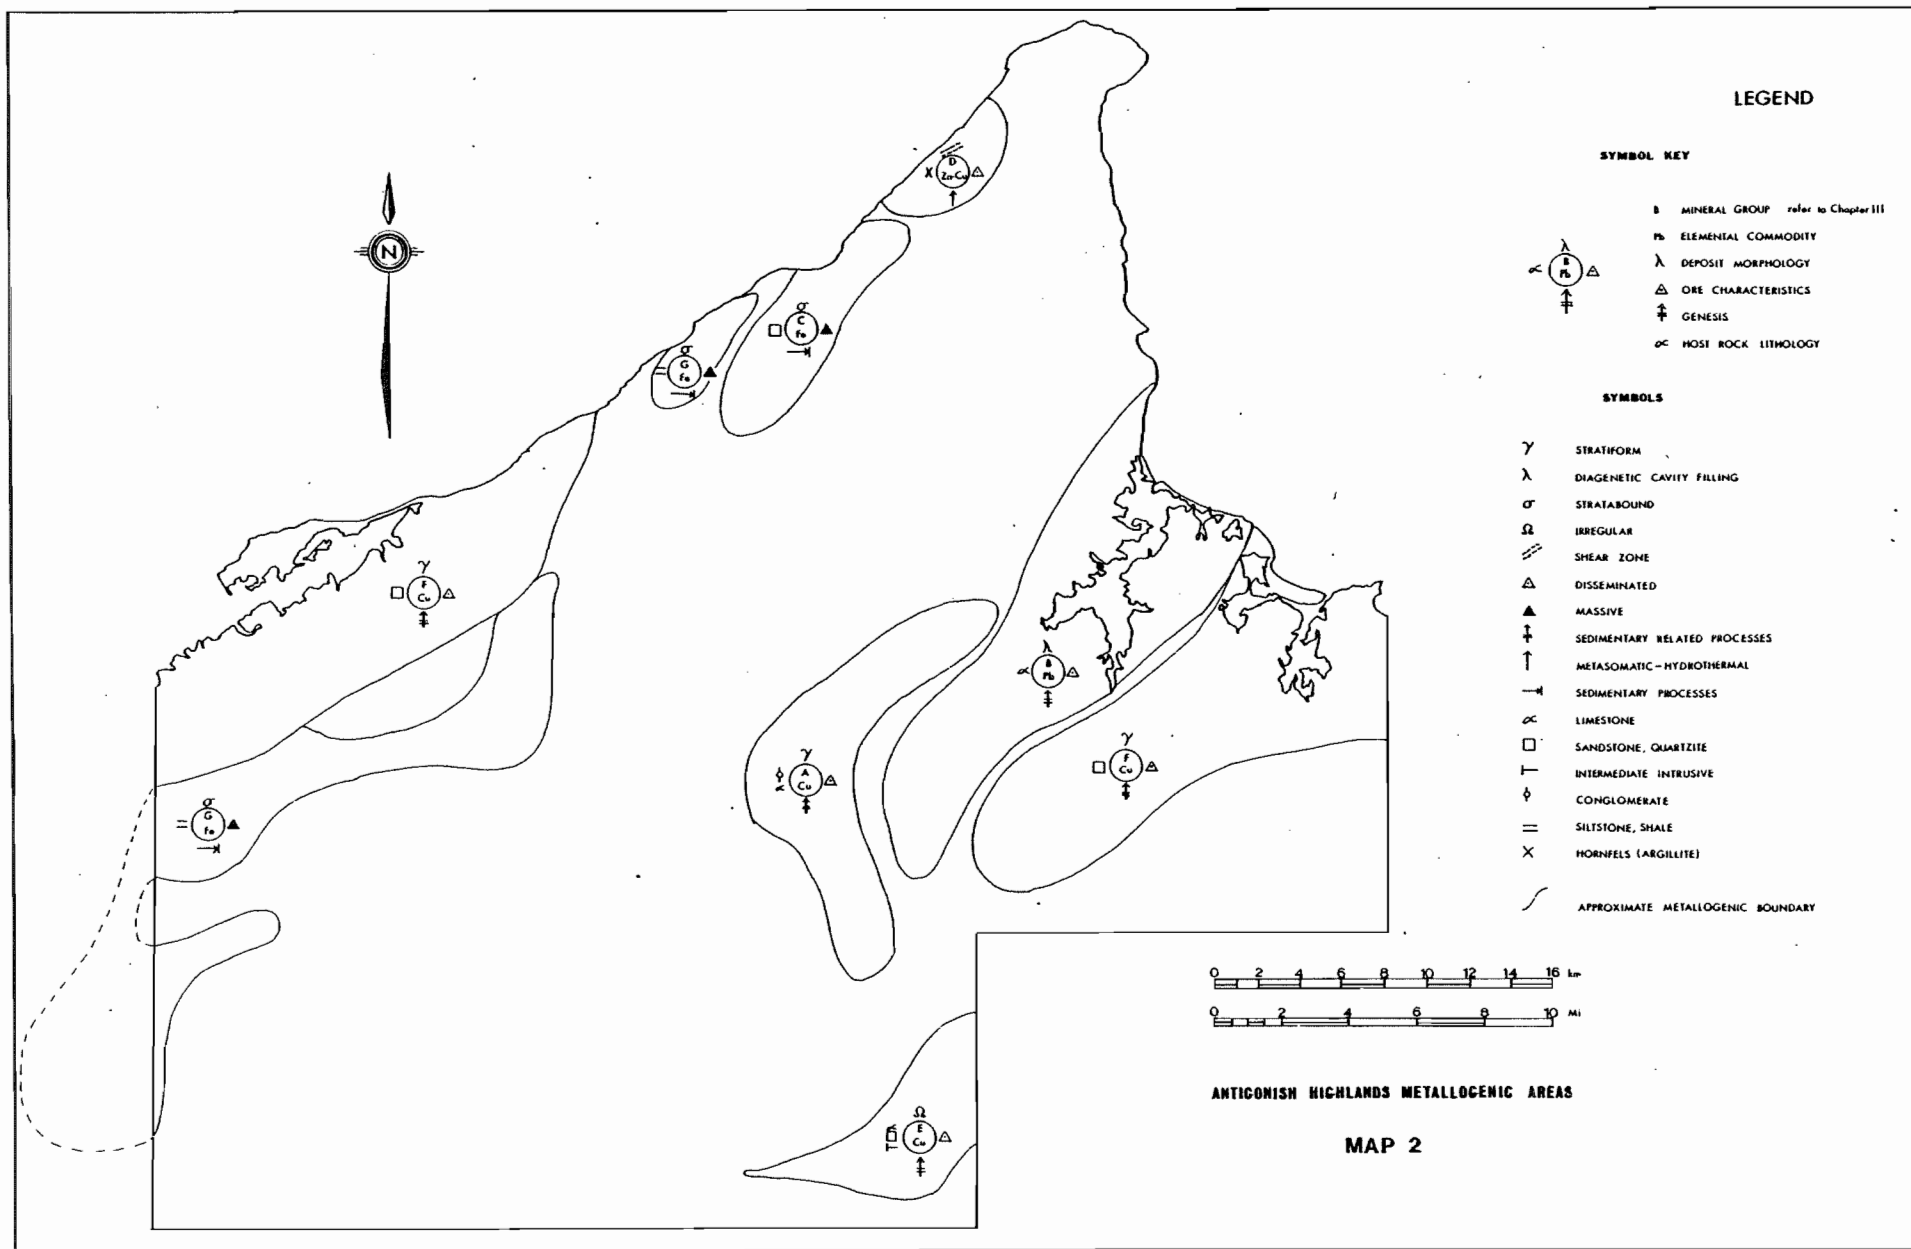 LEGEND
SYMBOL KEY
B MINERAL GROUP refer to Chapter III
Pb ELEMENTAL COMMODITY
λ DEPOSIT MORPHOLOGY
ORE CHARACTERISTICS
GENESIS
∝ HOST ROCK LITHOLOGY
λ
∝ B
Pb
SYMBOLS
γ STRATIFORM
λ DIAGENETIC CAVITY FILLING
σ STRATABOUND
Ω IRREGULAR
SHEAR ZONE
DISSEMINATED
MASSIVE
SEDIMENTARY RELATED PROCESSES
METASOMATIC-HYDROTHERMAL
SEDIMENTARY PROCESSES
∝ LIMESTONE
SANDSTONE, QUARTZITE
INTERMEDIATE INTRUSIVE
CONGLOMERATE
SILTSTONE, SHALE
X HORNFELS (ARGILLITE)
APPROXIMATE METALLOGENIC BOUNDARY
N
D
X Zn-Cu
σ
C
Fe
σ
G
Fe
γ
F
Cu
λ
∝ B
Pb
γ
A
Cu
γ
F
Cu
σ
G
Fe
Ω
E
Cu
0 2 4 6 8 10 12 14 16 km
0 2 4 6 8 10 Mi
ANTIGONISH HIGHLANDS METALLOGENIC AREAS
MAP 2